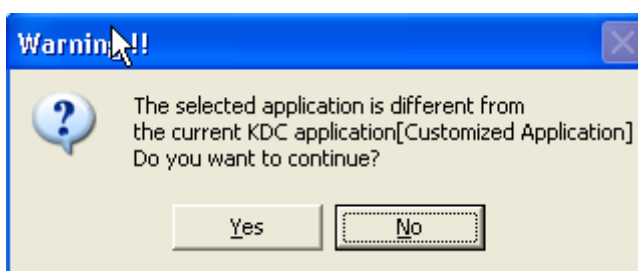 Warning!!!
The selected application is different from
the current KDC application[Customized Application]
Do you want to continue?
Yes
No